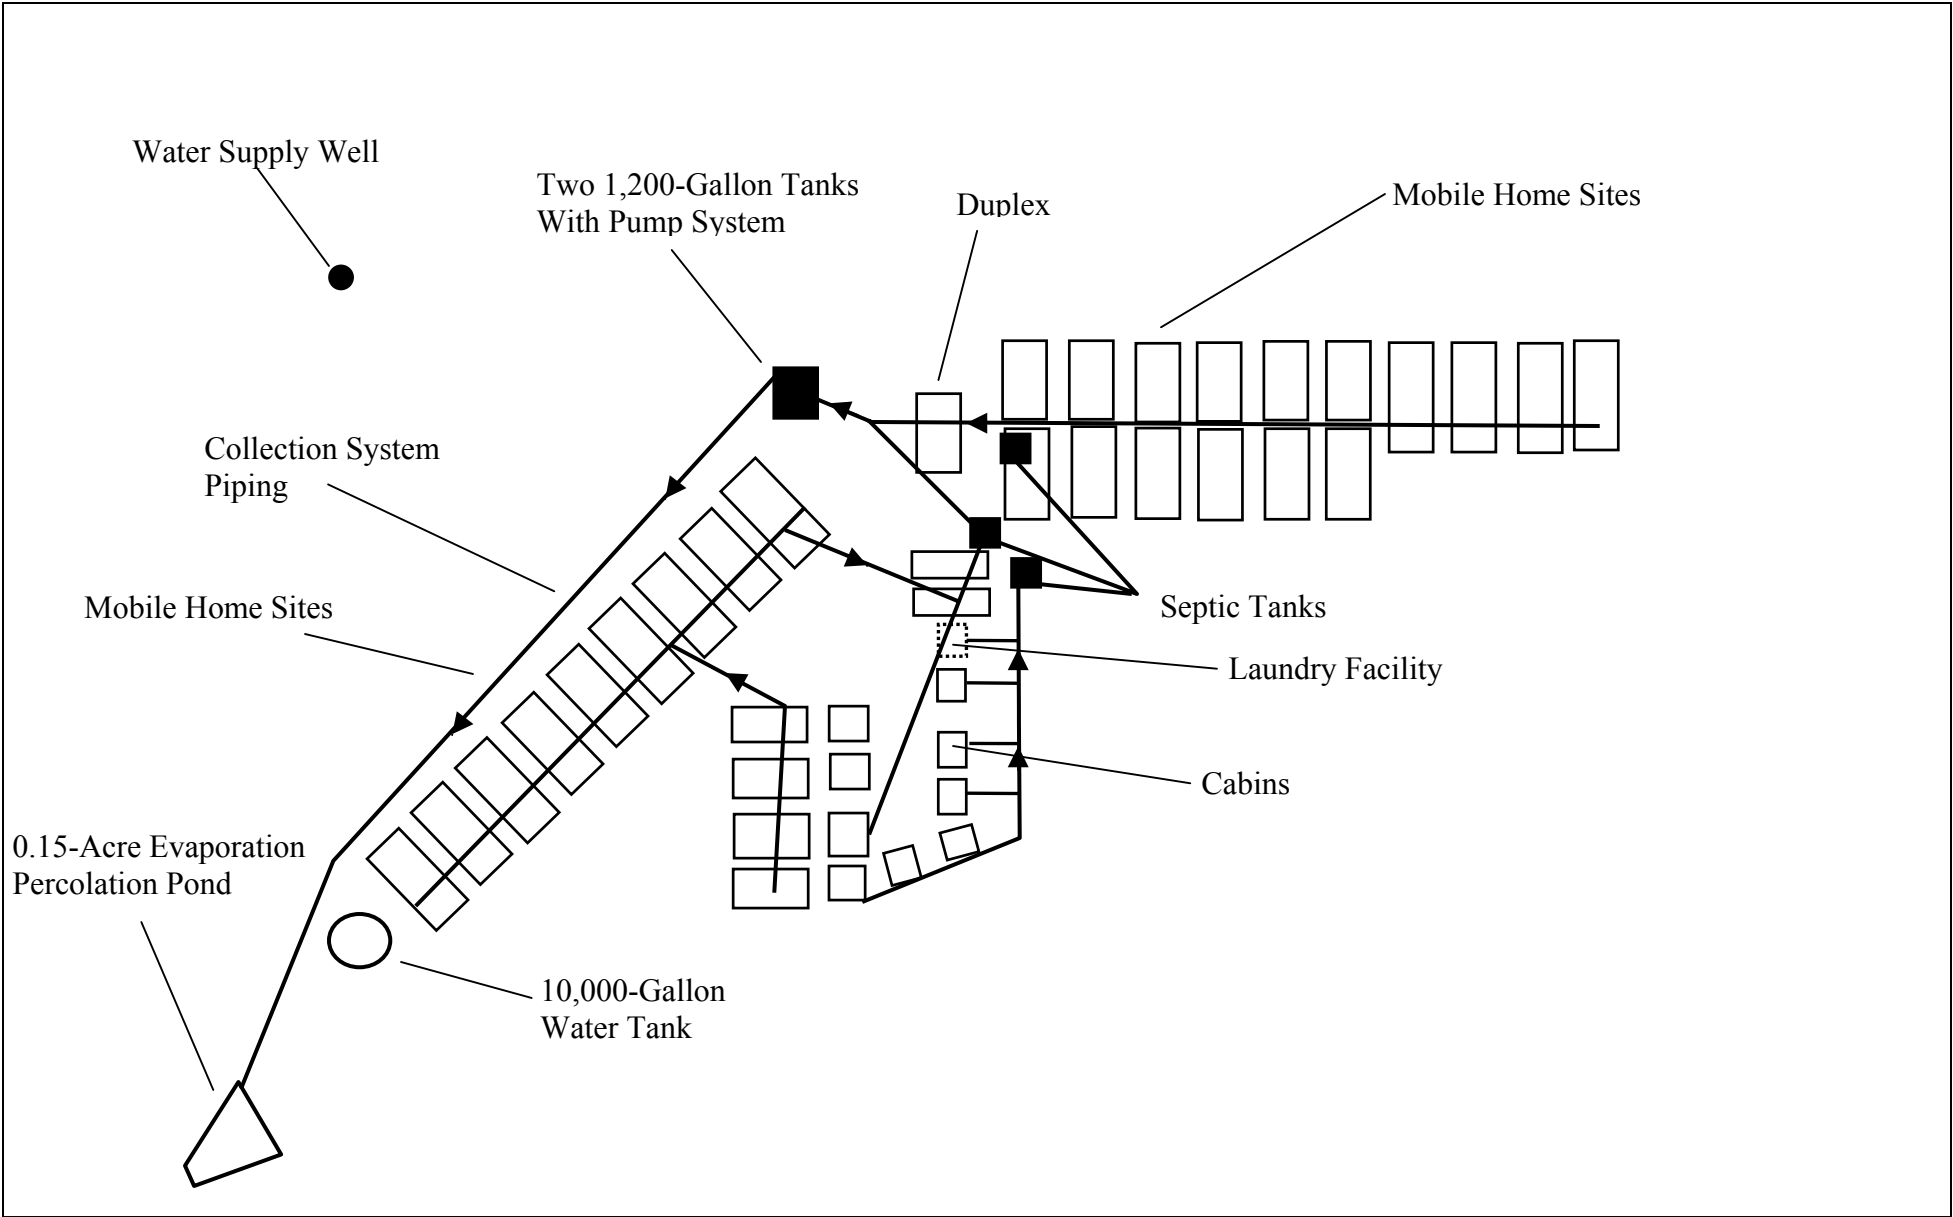 Water Supply Well
Two 1,200-Gallon Tanks
With Pump System
Duplex
Mobile Home Sites
Collection System
Piping
Mobile Home Sites
Septic Tanks
Laundry Facility
Cabins
0.15-Acre Evaporation
Percolation Pond
10,000-Gallon
Water Tank